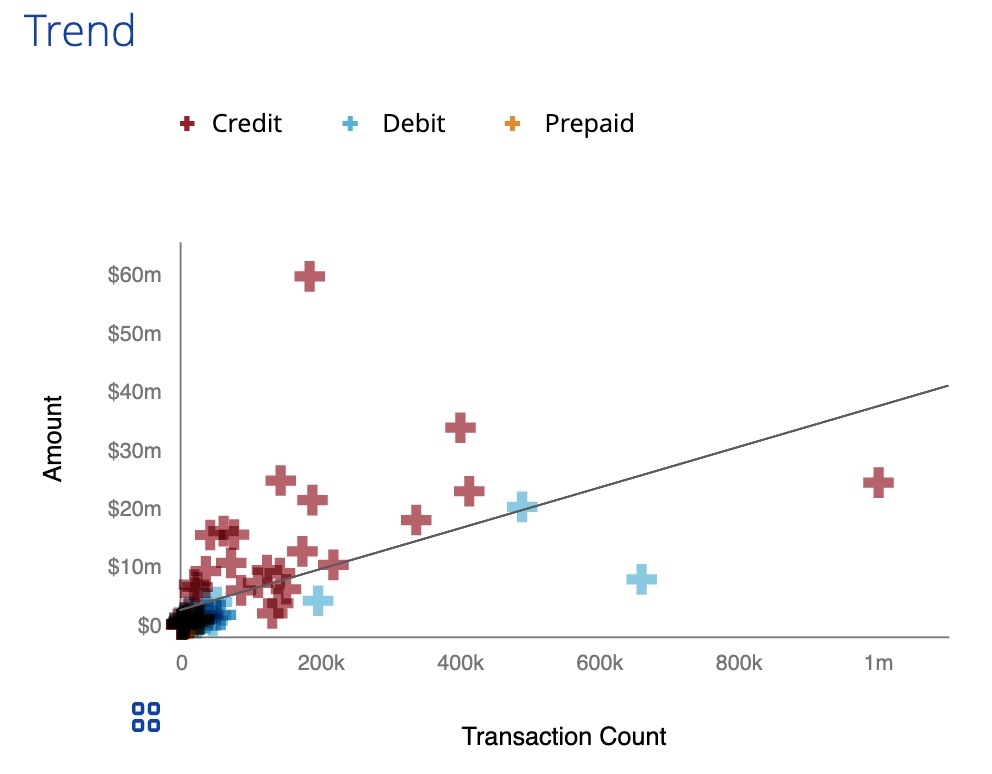 Trend
Credit Debit Prepaid
$60m
$50m
$40m
$30m
$20m
$10m
$0
Amount
0 200k 400k 600k 800k 1m
Transaction Count